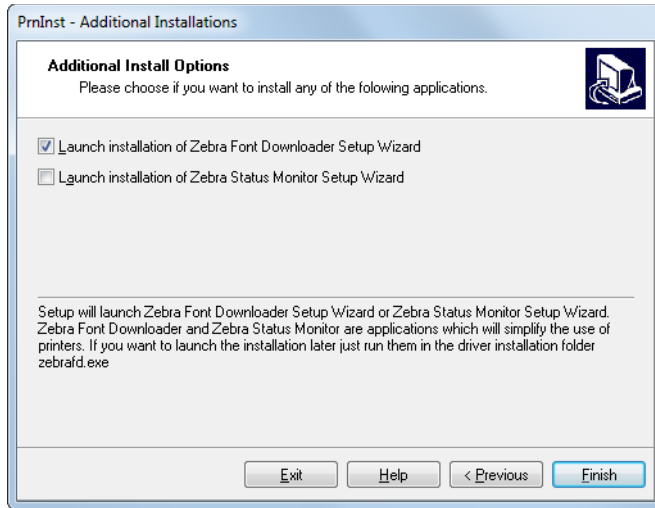 PrnInst - Additional Installations
Additional Install Options
Please choose if you want to install any of the folowing applications.
Launch installation of Zebra Font Downloader Setup Wizard
Launch installation of Zebra Status Monitor Setup Wizard
Setup will launch Zebra Font Downloader Setup Wizard or Zebra Status Monitor Setup Wizard.
Zebra Font Downloader and Zebra Status Monitor are applications which will simplify the use of
printers. If you want to launch the installation later just run them in the driver installation folder
zebrafd.exe
Exit Help < Previous Finish